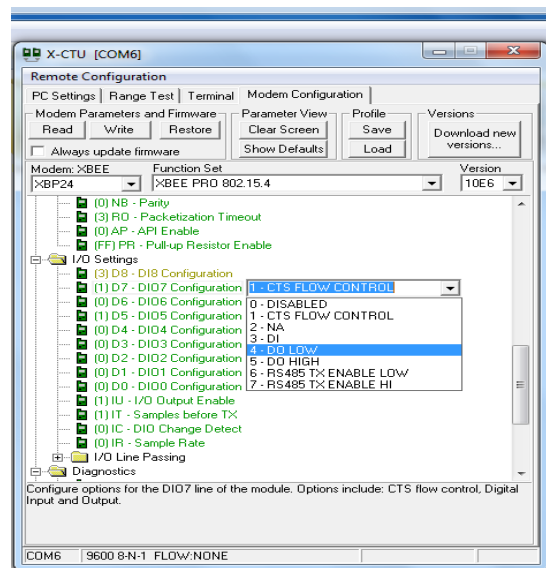 X-CTU [COM6]
Remote Configuration
PC Settings | Range Test | Terminal | Modem Configuration
Modem Parameters and Firmware Parameter View Profile Versions
Read Write Restore Clear Screen Save Download new versions...
Always update firmware Show Defaults Load
Modem: XBEE Function Set Version
XBP24 XBEE PRO 802.15.4 10E6
(0) NB - Parity
(3) RO - Packetization Timeout
(0) AP - API Enable
(FF) PR - Pull-up Resistor Enable
I/O Settings
(3) D8 - DI8 Configuration
(1) D7 - DIO7 Configuration 1 - CTS FLOW CONTROL
(0) D6 - DIO6 Configuration
(1) D5 - DIO5 Configuration
(0) D4 - DIO4 Configuration
(0) D3 - DIO3 Configuration
(0) D2 - DIO2 Configuration
(0) D1 - DIO1 Configuration
(0) D0 - DIO0 Configuration
0 - DISABLED
1 - CTS FLOW CONTROL
2 - NA
3 - DI
4 - DO LOW
5 - DO HIGH
6 - RS485 TX ENABLE LOW
7 - RS485 TX ENABLE HI
(1) IU - I/O Output Enable
(1) IT - Samples before TX
(0) IC - DIO Change Detect
(0) IR - Sample Rate
I/O Line Passing
Diagnostics
Configure options for the DIO7 line of the module. Options include: CTS flow control, Digital
Input and Output.
COM6 9600 8-N-1 FLOW:NONE